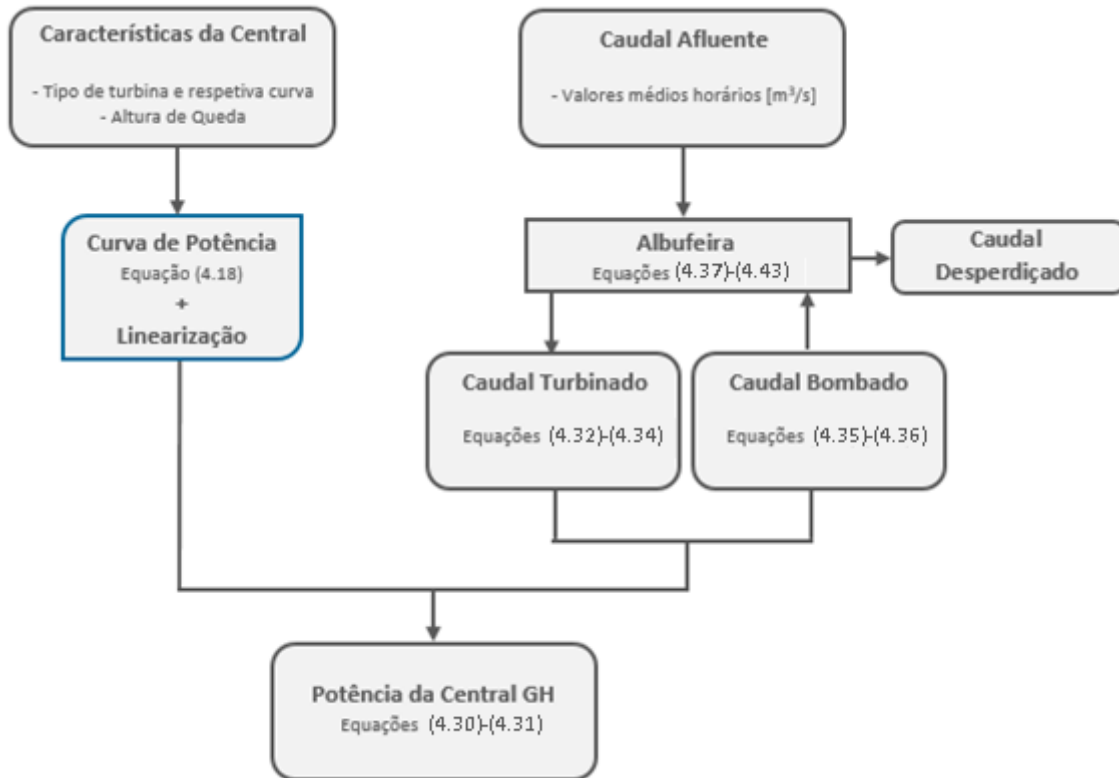 Características da Central
- Tipo de turbina e respetiva curva
- Altura de Queda
Caudal Afluente
- Valores médios horários [m³/s]
Curva de Potência
Equação (4.18)
+
Linearização
Albufeira
Equações (4.37)-(4.43)
Caudal
Desperdiçado
Caudal Turbinado
Equações (4.32)-(4.34)
Caudal Bombado
Equações (4.35)-(4.36)
Potência da Central GH
Equações (4.30)-(4.31)